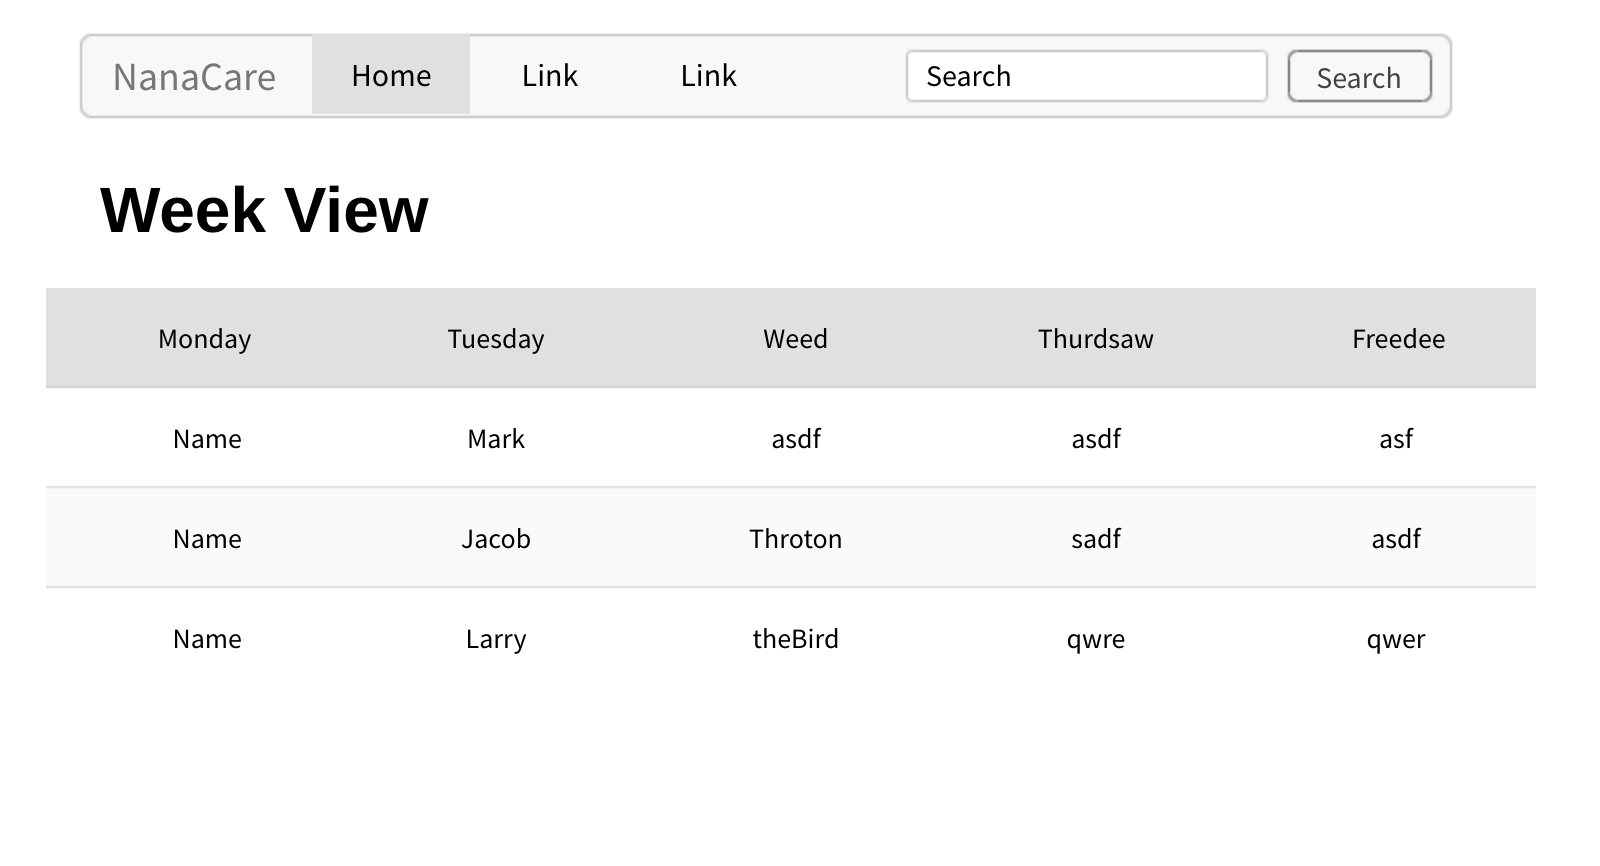 NanaCare Home Link Link Search Search
Week View
Monday Tuesday Weed Thurdsaw Freedee
Name Mark asdf asdf asf
Name Jacob Throton sadf asdf
Name Larry theBird qwre qwer